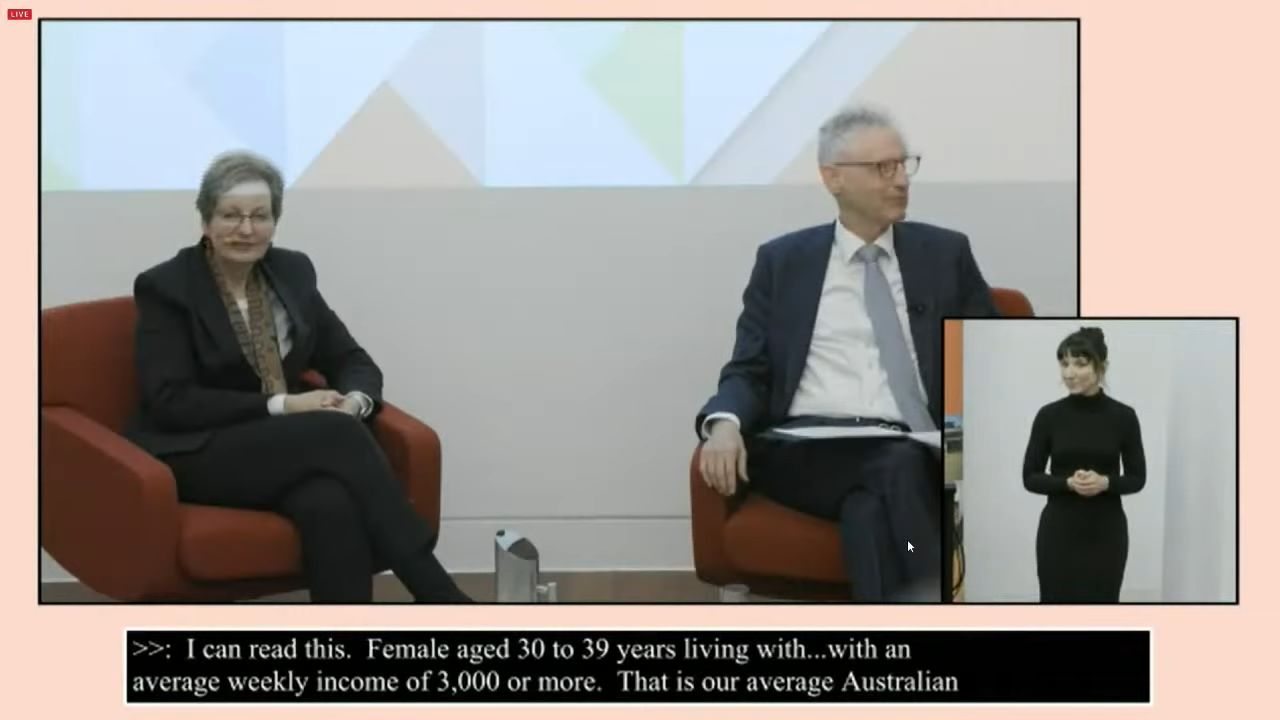 LIVE
>>:  I can read this.  Female aged 30 to 39 years living with...with an
average weekly income of 3,000 or more.  That is our average Australian